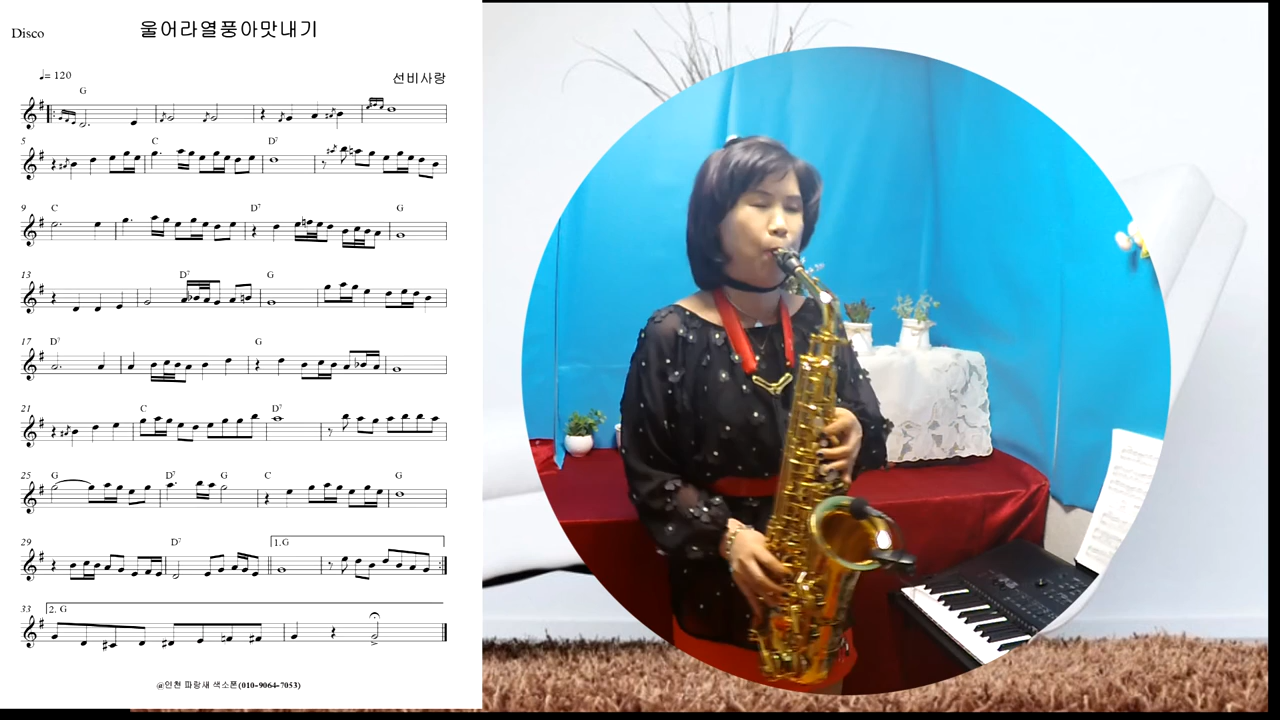 울어라열풍아맛내기
Disco
♩= 120
선비사랑
G
5 C D7
9 C D7 G
13 D7 G
17 D7 G
21 C D7
25 G D7 G C G
29 D7 1.G
33 2. G
@인천 파랑새 색소폰(010-9064-7053)